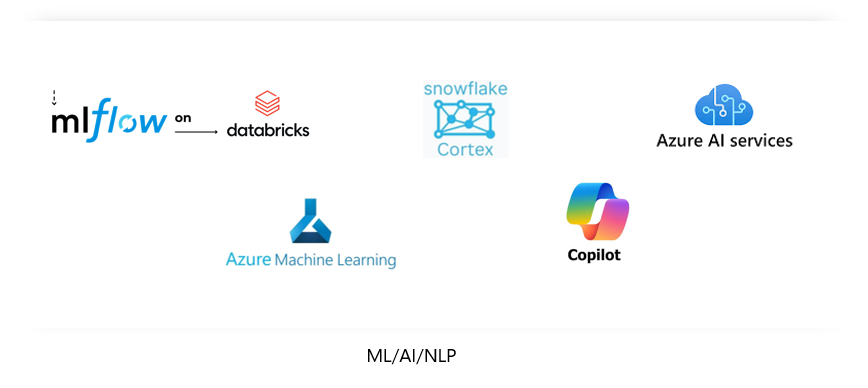 mlflow on databricks
snowflake
Cortex
Azure AI services
Azure Machine Learning
Copilot
ML/AI/NLP